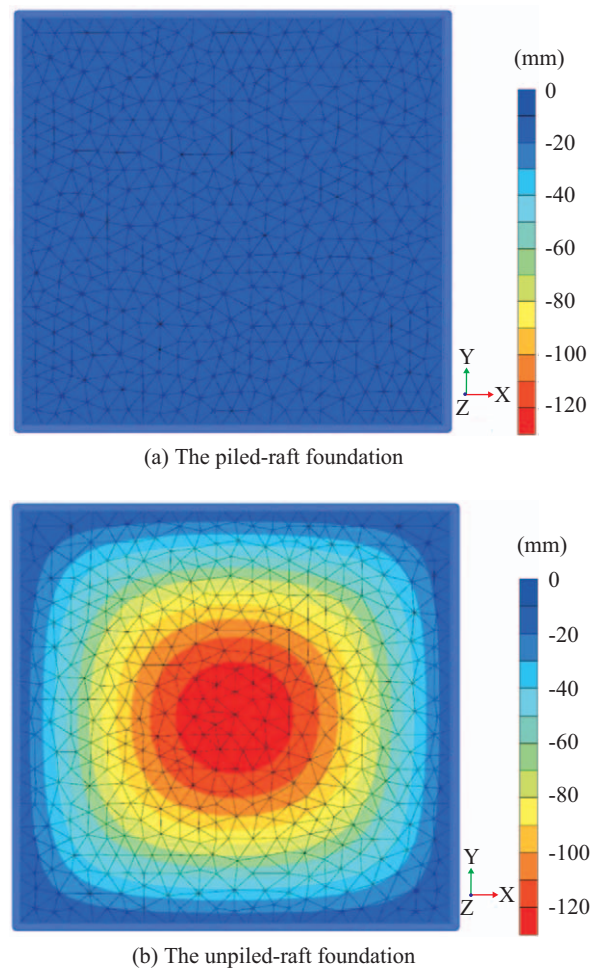 (mm)
0
-20
-40
-60
-80
-100
-120
Y
Z X
(a) The piled-raft foundation
(mm)
0
-20
-40
-60
-80
-100
-120
Y
Z X
(b) The unpiled-raft foundation